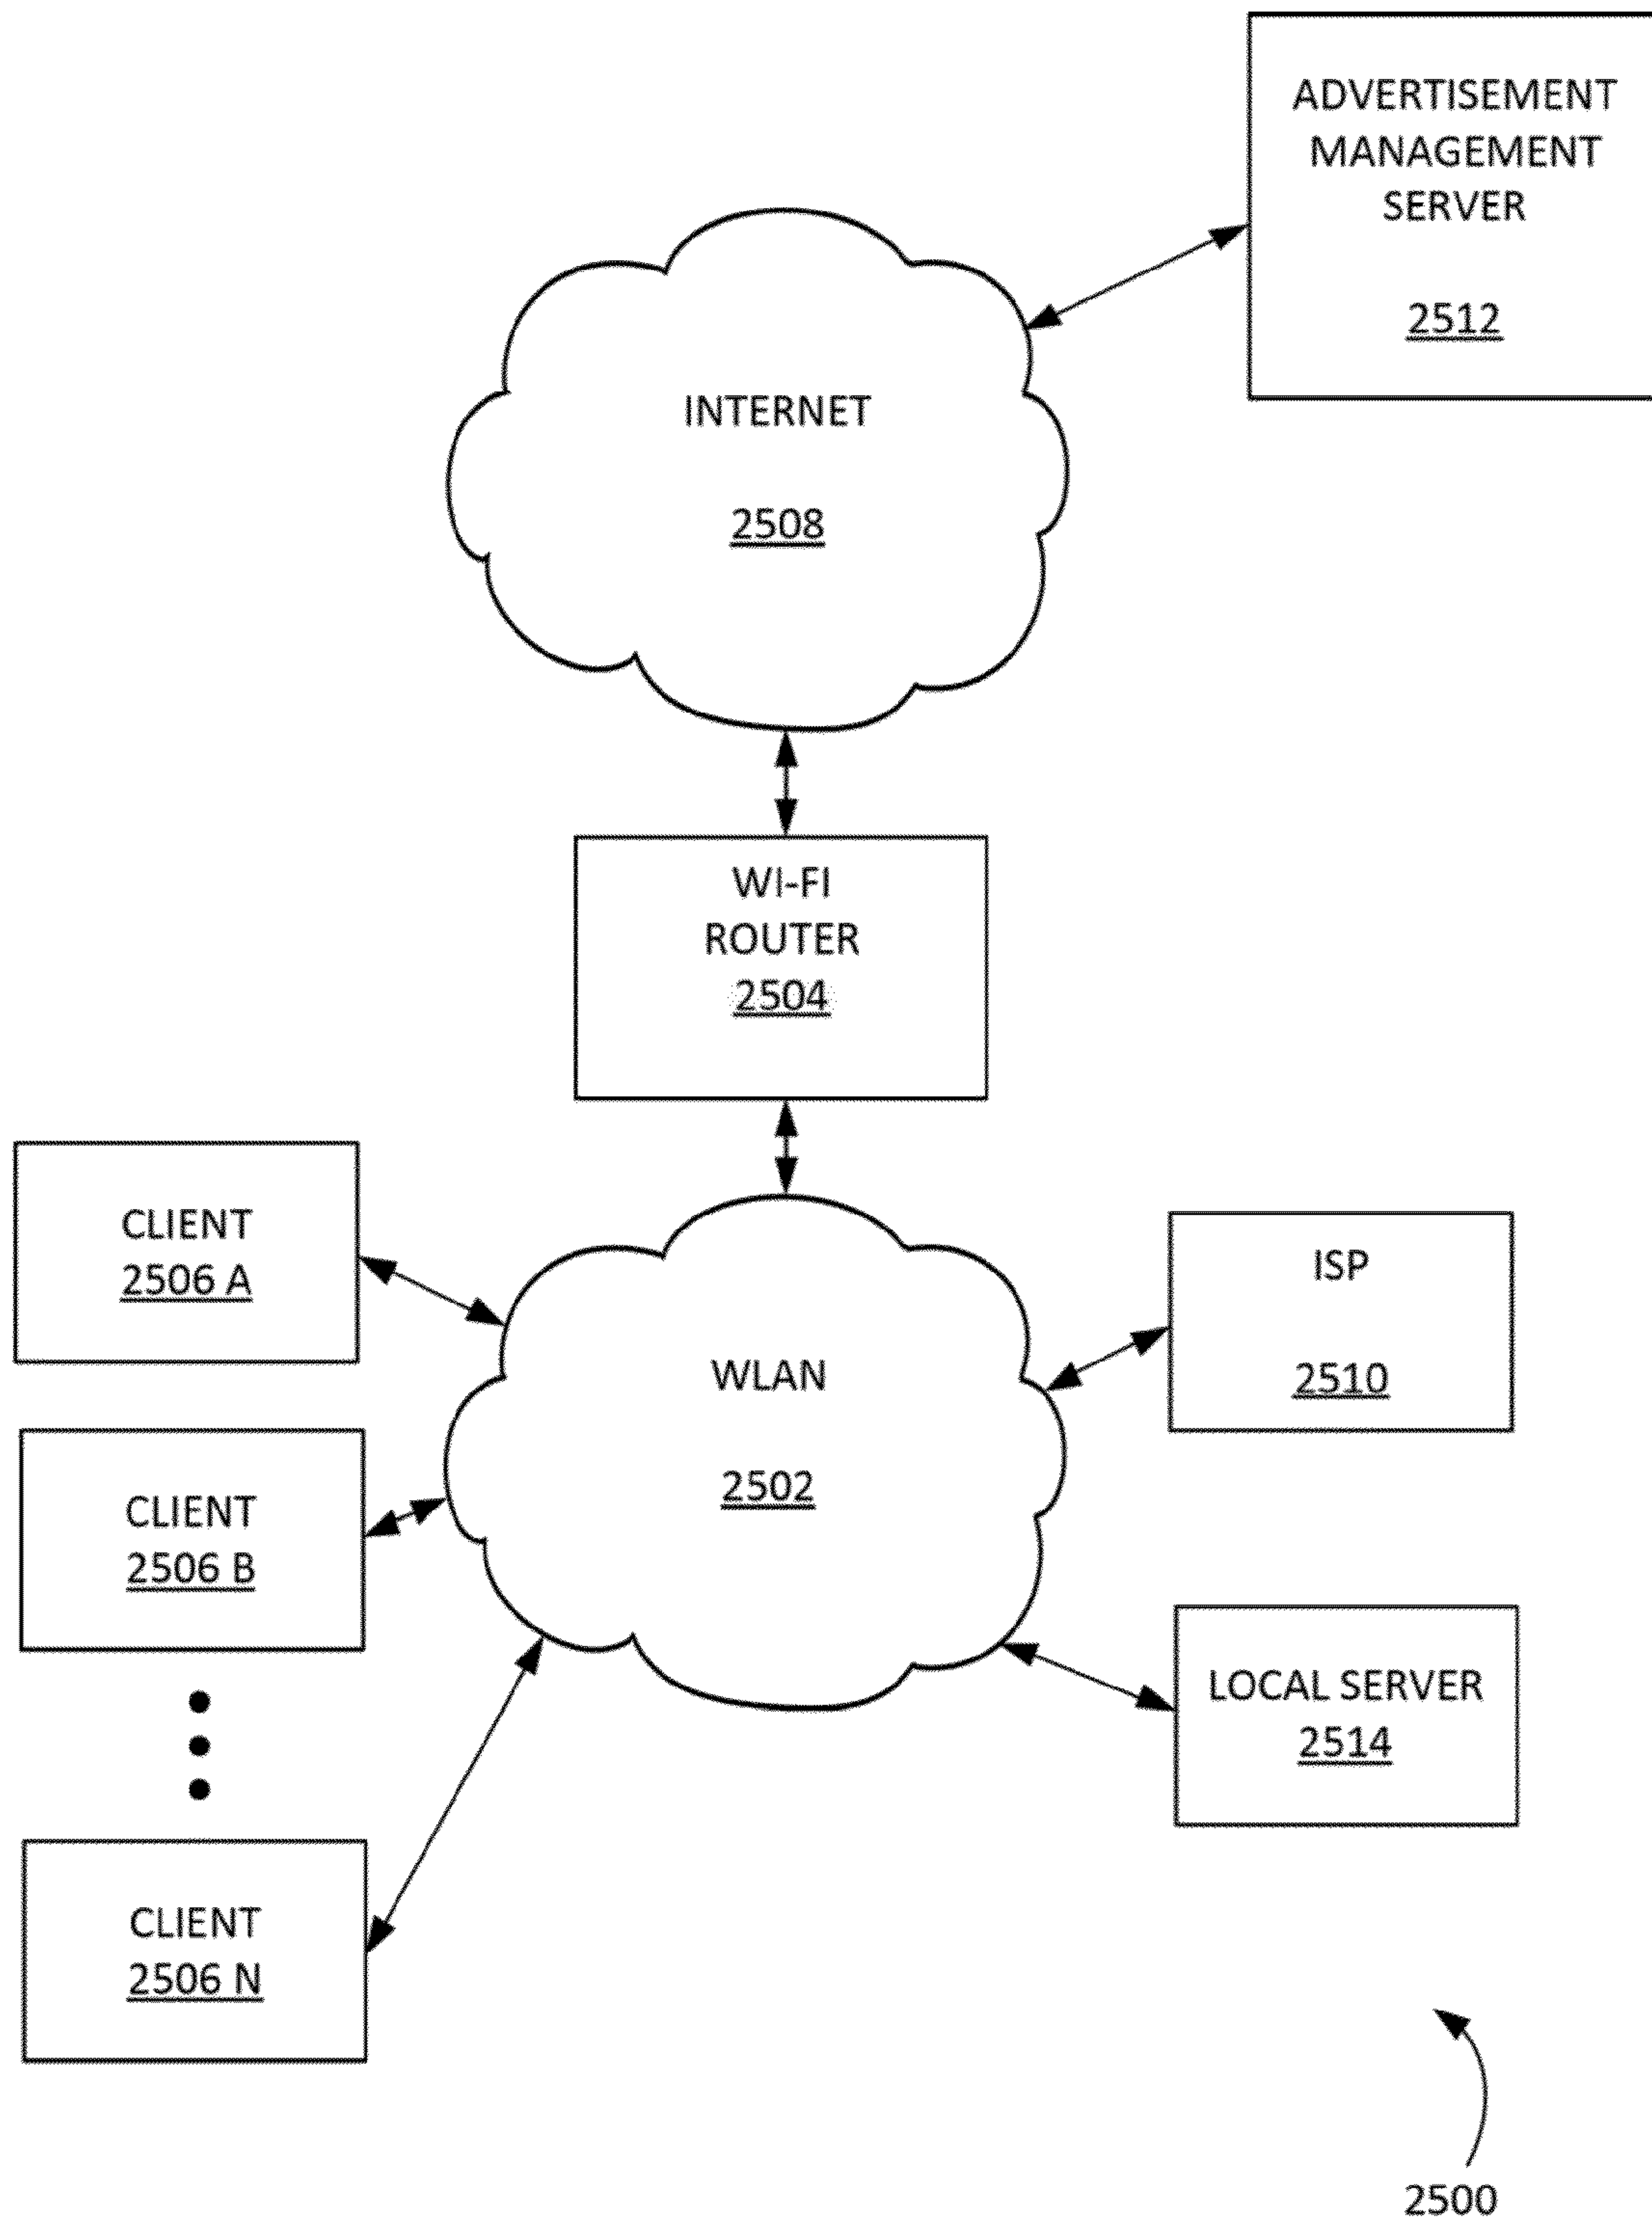 ADVERTISEMENT
MANAGEMENT
SERVER
2512
INTERNET
2508
WI-FI
ROUTER
2504
CLIENT
2506 A
WLAN
2502
ISP
2510
CLIENT
2506 B
LOCAL SERVER
2514
CLIENT
2506 N
2500